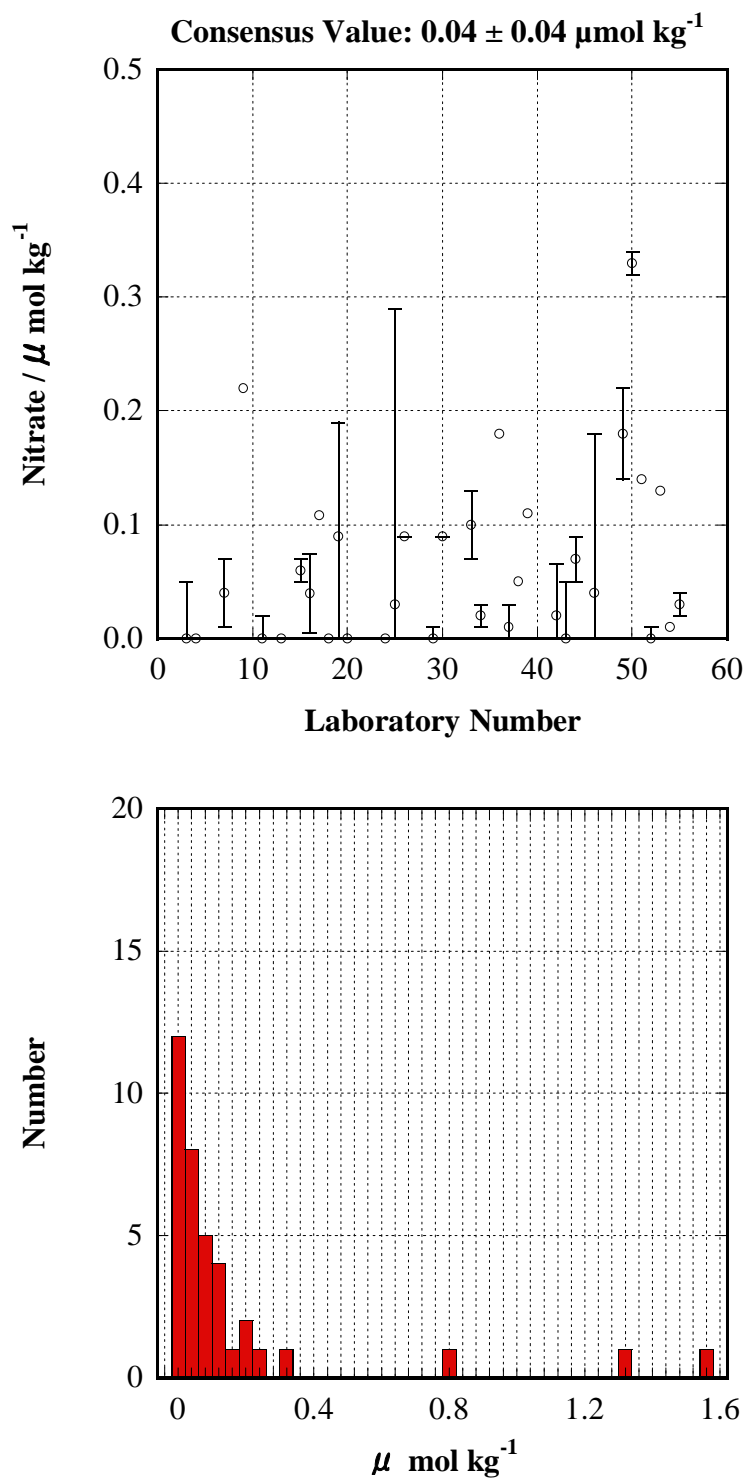 Consensus Value: 0.04 ± 0.04 µmol kg⁻¹
0.5
0.4
0.3
0.2
0.1
0.0
Nitrate / μ mol kg⁻¹
0 10 20 30 40 50 60
Laboratory Number
20
15
10
5
0
Number
0 0.4 0.8 1.2 1.6
μ mol kg⁻¹